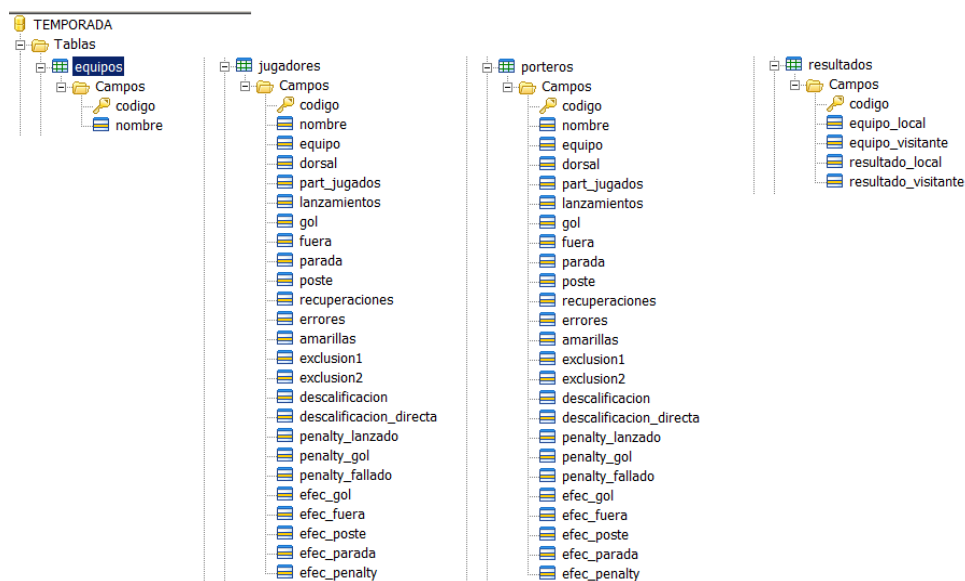 TEMPORADA
Tablas
equipos
Campos
codigo
nombre
jugadores
Campos
codigo
nombre
equipo
dorsal
part_jugados
lanzamientos
gol
fuera
parada
poste
recuperaciones
errores
amarillas
exclusion1
exclusion2
descalificacion
descalificacion_directa
penalty_lanzado
penalty_gol
penalty_fallado
efec_gol
efec_fuera
efec_poste
efec_parada
efec_penalty
porteros
Campos
codigo
nombre
equipo
dorsal
part_jugados
lanzamientos
gol
fuera
parada
poste
recuperaciones
errores
amarillas
exclusion1
exclusion2
descalificacion
descalificacion_directa
penalty_lanzado
penalty_gol
penalty_fallado
efec_gol
efec_fuera
efec_poste
efec_parada
efec_penalty
resultados
Campos
codigo
equipo_local
equipo_visitante
resultado_local
resultado_visitante